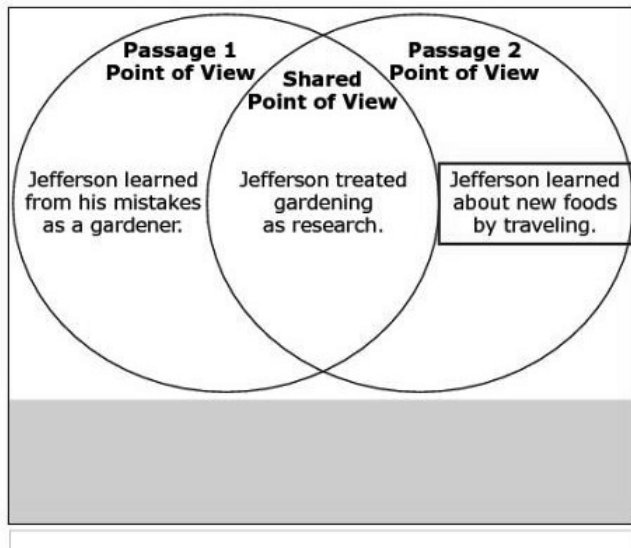 Passage 1
Point of View
Shared
Point of View
Passage 2
Point of View
Jefferson learned
from his mistakes
as a gardener.
Jefferson treated
gardening
as research.
Jefferson learned
about new foods
by traveling.